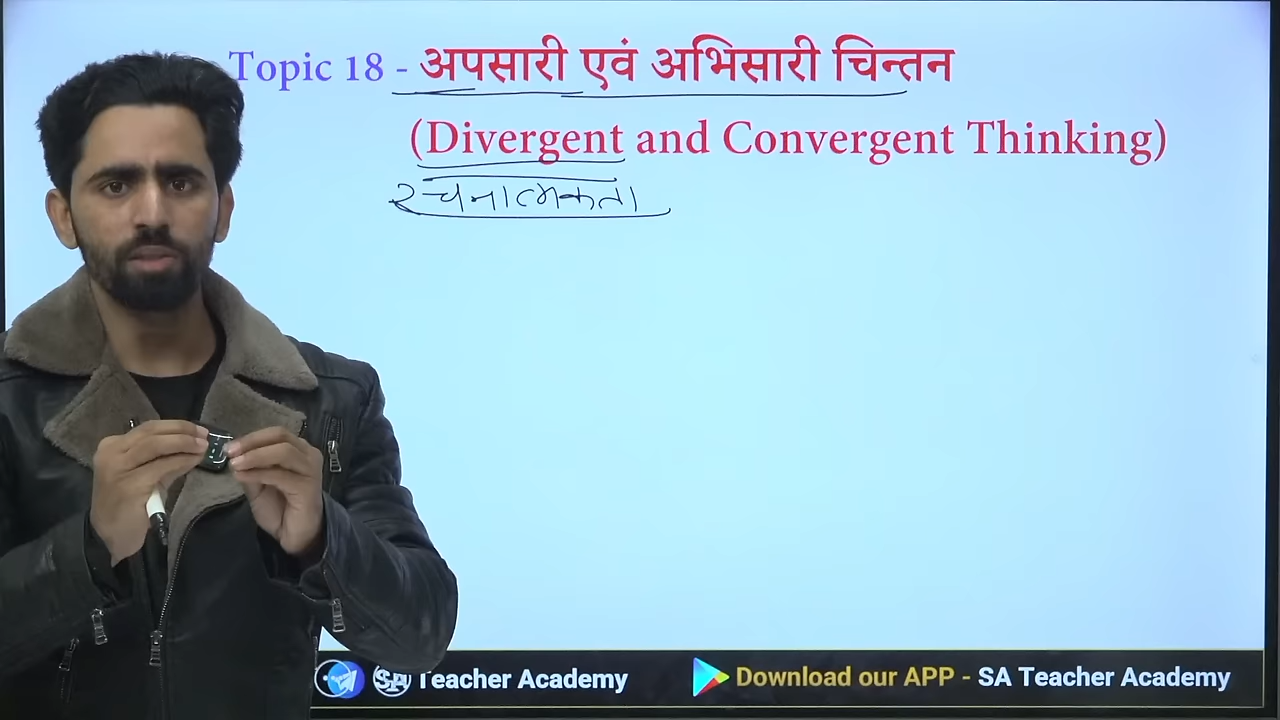 Topic 18 - अपसारी एवं अभिसारी चिन्तन
(Divergent and Convergent Thinking)
रचनात्मकता
SA Teacher Academy
Download our APP - SA Teacher Academy